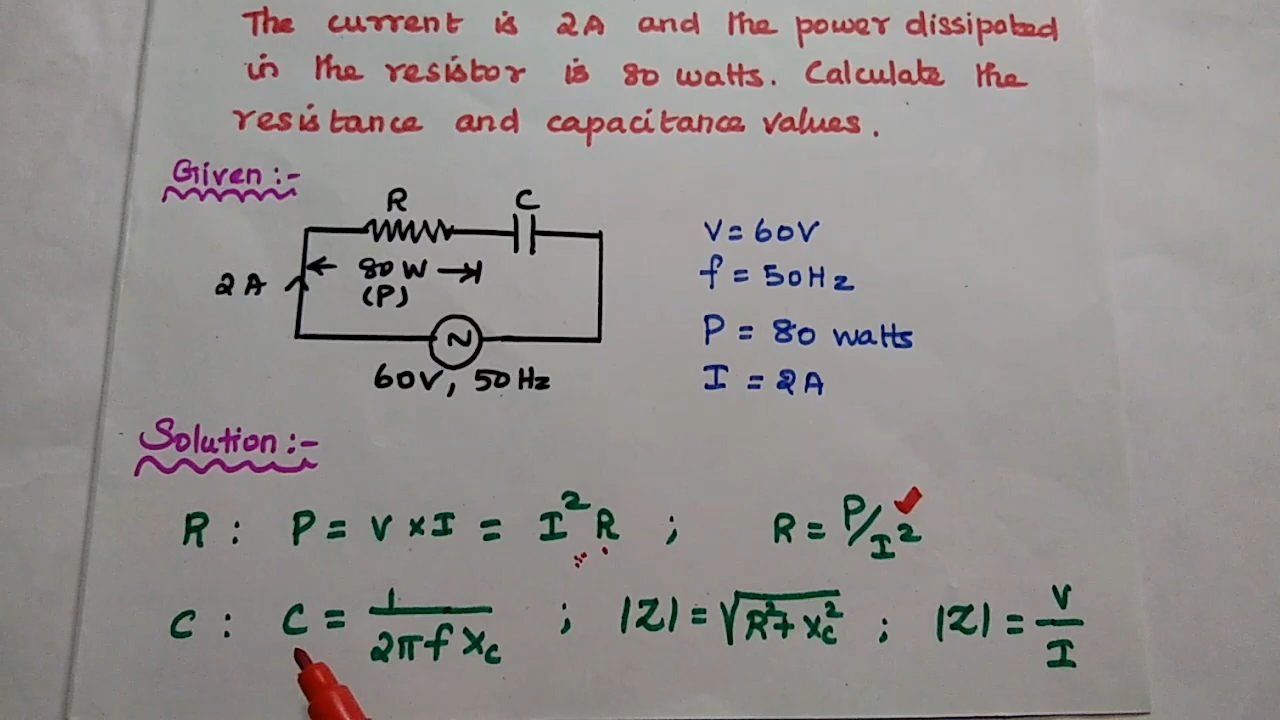 The current is 2A and the power dissipated
in the resistor is 80 watts. Calculate the
resistance and capacitance values.
Given :-
R C
2A
80 W
(P)
60V, 50Hz
V = 60V
f = 50Hz
P = 80 watts
I = 2A
Solution :-
R : P = V × I = I²R ; R = P/I²
C : C = 1/2πf Xc ; |Z| = √R²+Xc² ; |Z| = V/I